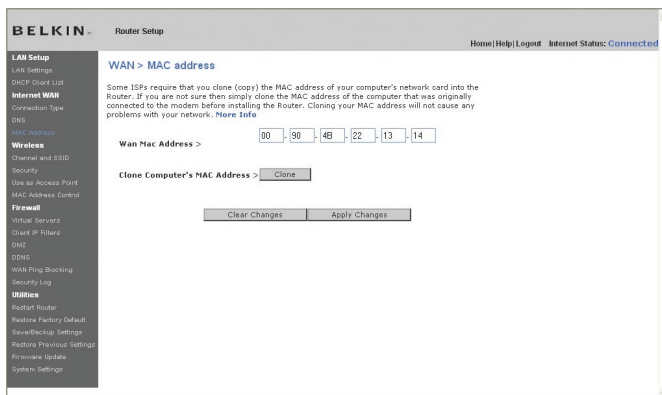 BELKIN®
Router Setup
Home|Help|Logout Internet Status: Connected
LAN Setup
LAN Settings
DHCP Client List
Internet WAN
Connection Type
DNS
MAC Address
Wireless
Channel and SSID
Security
Use as Access Point
MAC Address Control
Firewall
Virtual Servers
Client IP Filters
DMZ
DDNS
WAN Ping Blocking
Security Log
Utilities
Restart Router
Restore Factory Default
Save/Backup Settings
Restore Previous Settings
Firmware Update
System Settings
WAN > MAC address
Some ISPs require that you clone (copy) the MAC address of your computer's network card into the
Router. If you are not sure then simply clone the MAC address of the computer that was originally
connected to the modem before installing the Router. Cloning your MAC address will not cause any
problems with your network. More Info
Wan Mac Address > 00 - 90 - 4B - 22 - 13 - 14
Clone Computer's MAC Address > Clone
Clear Changes Apply Changes